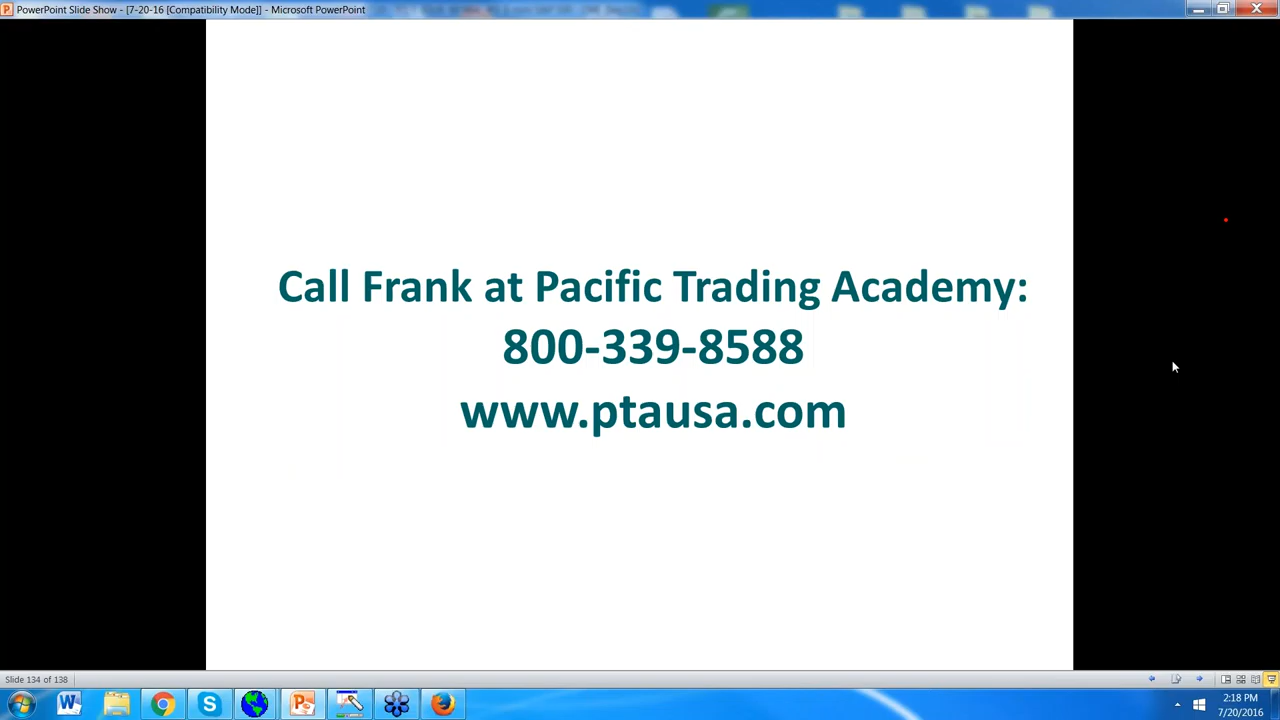 PowerPoint Slide Show - [7-20-16 [Compatibility Mode]] - Microsoft PowerPoint
Call Frank at Pacific Trading Academy:
800-339-8588
www.ptausa.com
Slide 134 of 138
2:18 PM
7/20/2016